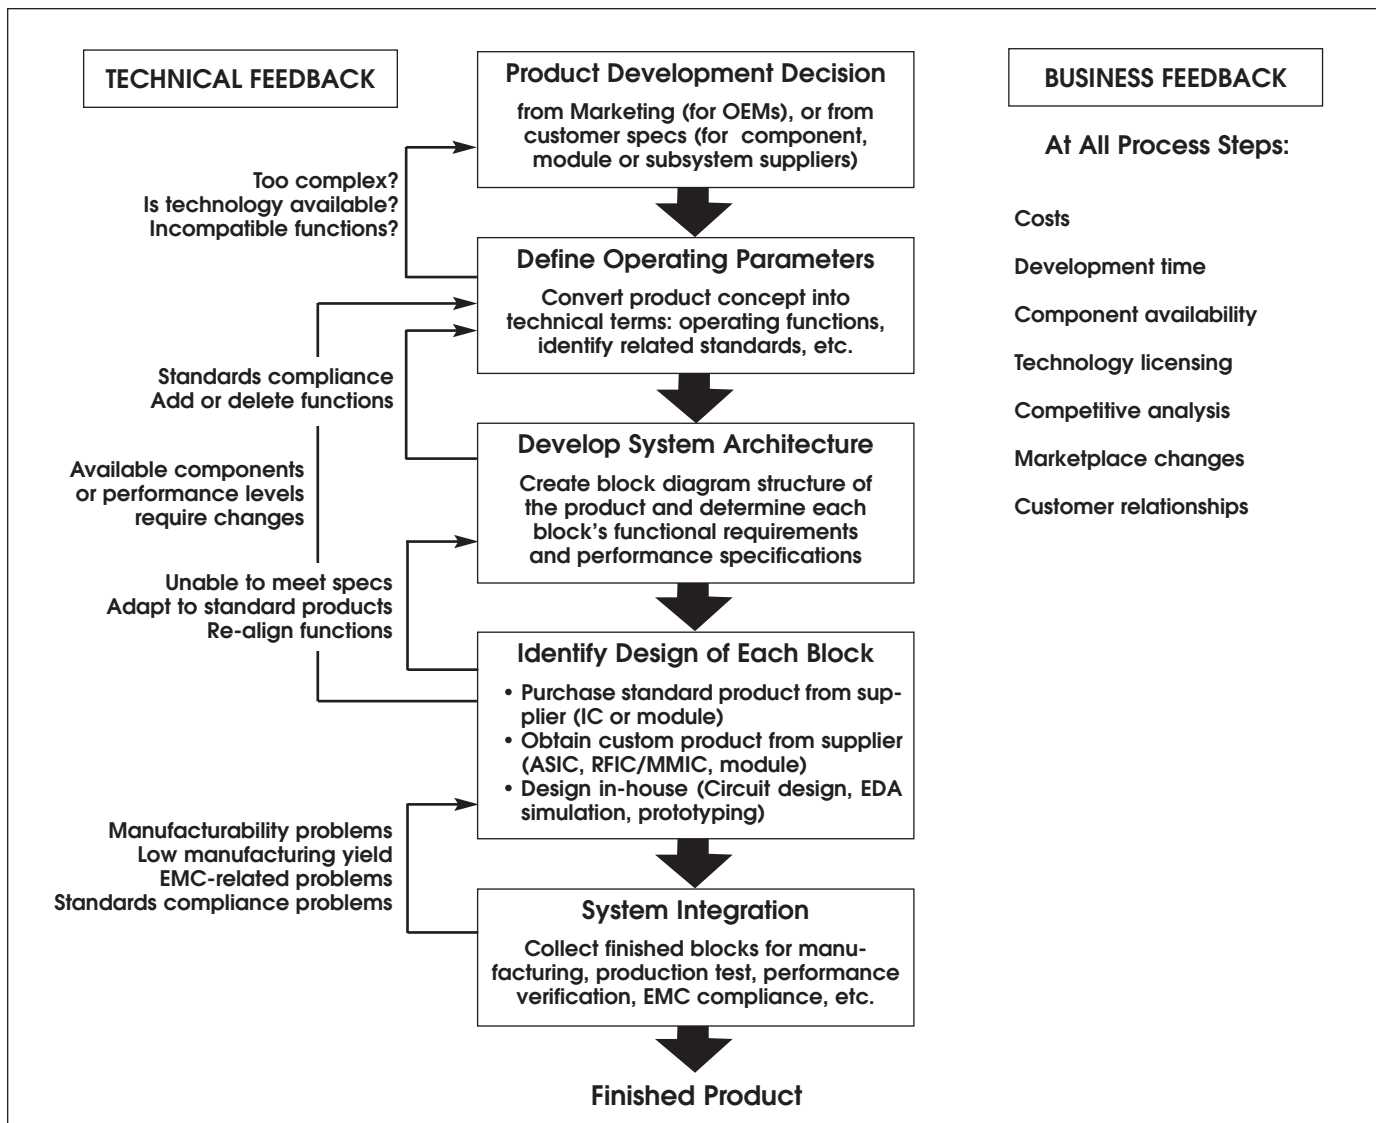 TECHNICAL FEEDBACK
Too complex?
Is technology available?
Incompatible functions?
Standards compliance
Add or delete functions
Available components
or performance levels
require changes
Unable to meet specs
Adapt to standard products
Re-align functions
Manufacturability problems
Low manufacturing yield
EMC-related problems
Standards compliance problems
Product Development Decision
from Marketing (for OEMs), or from
customer specs (for component,
module or subsystem suppliers)
Define Operating Parameters
Convert product concept into
technical terms: operating functions,
identify related standards, etc.
Develop System Architecture
Create block diagram structure of
the product and determine each
block's functional requirements
and performance specifications
Identify Design of Each Block
• Purchase standard product from sup-
plier (IC or module)
• Obtain custom product from supplier
(ASIC, RFIC/MMIC, module)
• Design in-house (Circuit design, EDA
simulation, prototyping)
System Integration
Collect finished blocks for manu-
facturing, production test, performance
verification, EMC compliance, etc.
Finished Product
BUSINESS FEEDBACK
At All Process Steps:
Costs
Development time
Component availability
Technology licensing
Competitive analysis
Marketplace changes
Customer relationships